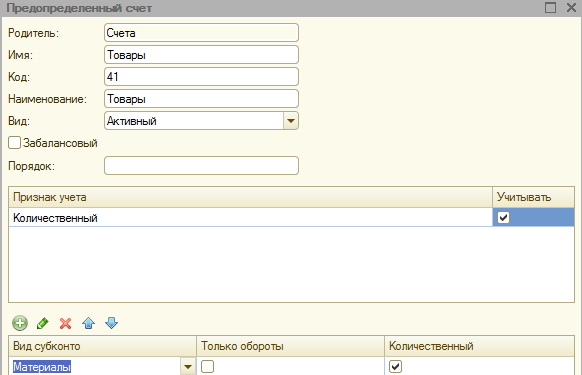 Предопределенный счет
Родитель: Счета
Имя: Товары
Код: 41
Наименование: Товары
Вид: Активный
Забалансовый
Порядок:
Признак учета Учитывать
Количественный
Вид субконто Только обороты Количественный
Материалы